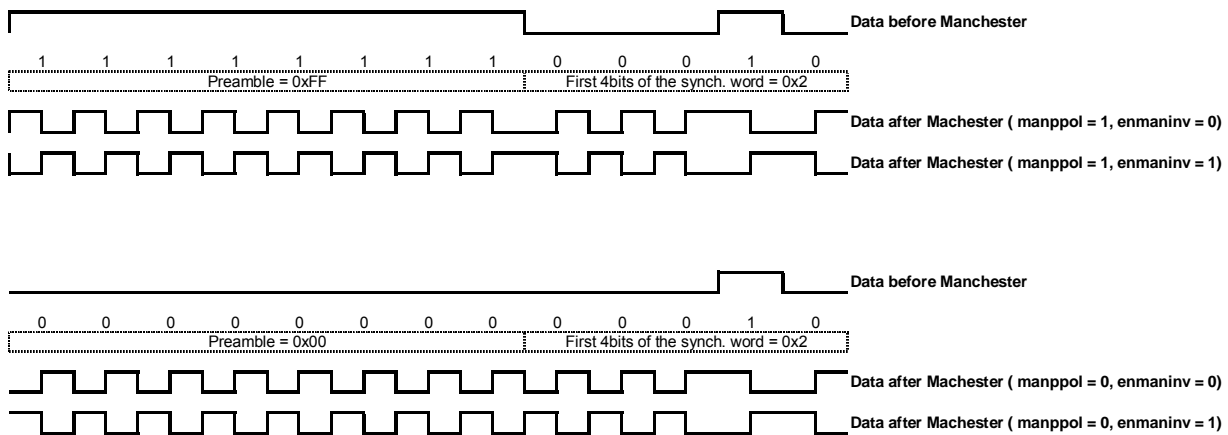 Data before Manchester
1 1 1 1 1 1 1 1 0 0 0 1 0
Preamble = 0xFF First 4bits of the synch. word = 0x2
Data after Machester ( manppol = 1, enmaninv = 0)
Data after Machester ( manppol = 1, enmaninv = 1)
Data before Manchester
0 0 0 0 0 0 0 0 0 0 0 1 0
Preamble = 0x00 First 4bits of the synch. word = 0x2
Data after Machester ( manppol = 0, enmaninv = 0)
Data after Machester ( manppol = 0, enmaninv = 1)